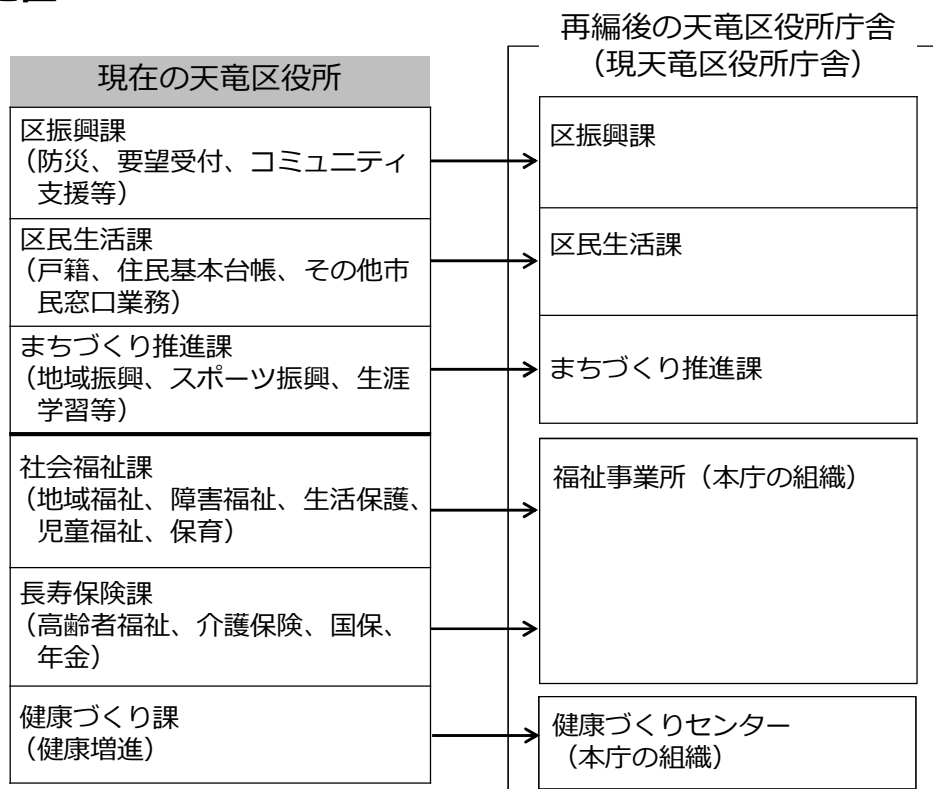 再編後の天竜区役所庁舎
（現天竜区役所庁舎）
現在の天竜区役所
区振興課
（防災、要望受付、コミュニティ
支援等）
区民生活課
（戸籍、住民基本台帳、その他市
民窓口業務）
まちづくり推進課
（地域振興、スポーツ振興、生涯
学習等）
社会福祉課
（地域福祉、障害福祉、生活保護、
児童福祉、保育）
長寿保険課
（高齢者福祉、介護保険、国保、
年金）
健康づくり課
（健康増進）
区振興課
区民生活課
まちづくり推進課
福祉事業所（本庁の組織）
健康づくりセンター
（本庁の組織）